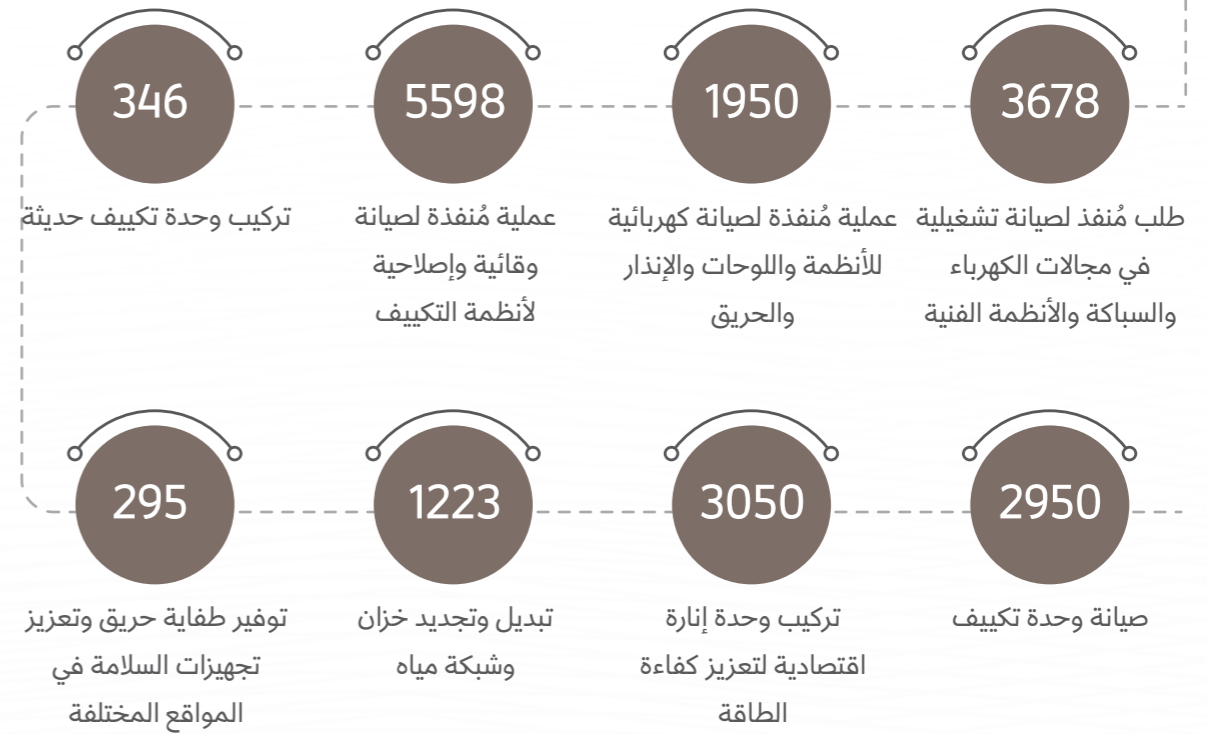 3678
طلب مُنفذ لصيانة تشغيلية
في مجالات الكهرباء
والسباكة والأنظمة الفنية
1950
عملية مُنفذة لصيانة كهربائية
للأنظمة واللوحات والإنذار
والحريق
5598
عملية مُنفذة لصيانة
وقائية وإصلاحية
لأنظمة التكييف
346
تركيب وحدة تكييف حديثة
2950
صيانة وحدة تكييف
3050
تركيب وحدة إنارة
اقتصادية لتعزيز كفاءة
الطاقة
1223
تبديل وتجديد خزان
وشبكة مياه
295
توفير طفاية حريق وتعزيز
تجهيزات السلامة في
المواقع المختلفة